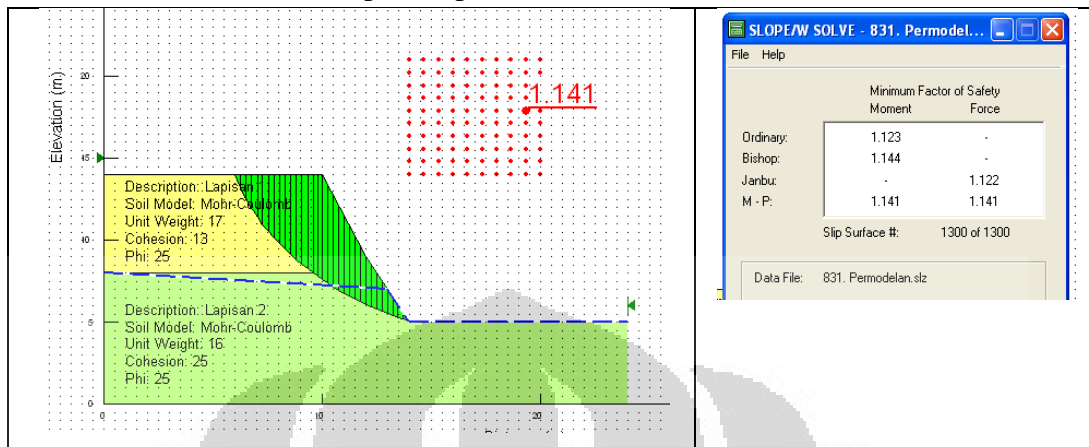 1.141
Elevation (m)
20
15
10
5
0
Description: Lapisan
Soil Model: Mohr-Coulomb
Unit Weight: 17
Cohesion: 13
Phi: 25
Description: Lapisan 2
Soil Model: Mohr-Coulomb
Unit Weight: 16
Cohesion: 25
Phi: 25
0 10 20
SLOPE/W SOLVE - 831. Permodel...
File Help
Minimum Factor of Safety
Moment Force
Ordinary: 1.123 -
Bishop: 1.144 -
Janbu: - 1.122
M - P: 1.141 1.141
Slip Surface #: 1300 of 1300
Data File: 831. Permodelan.slz